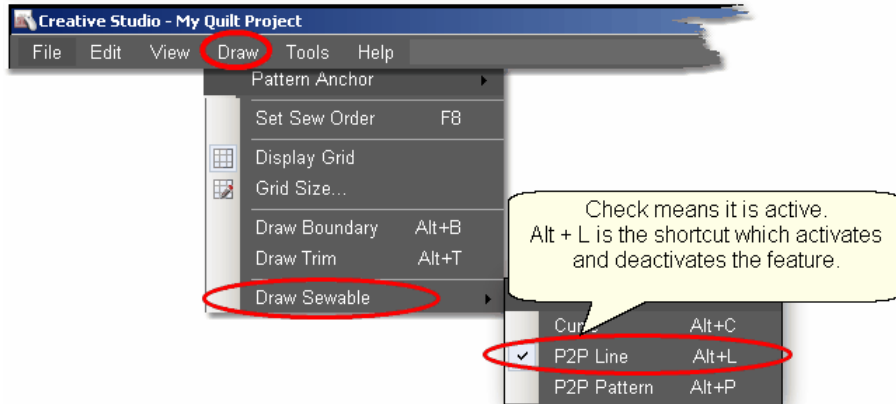 Creative Studio - My Quilt Project
File Edit View Draw Tools Help
Pattern Anchor
Set Sew Order F8
Display Grid
Grid Size...
Draw Boundary Alt+B
Draw Trim Alt+T
Draw Sewable
Check means it is active.
Alt + L is the shortcut which activates
and deactivates the feature.
Alt+C
P2P Line Alt+L
P2P Pattern Alt+P